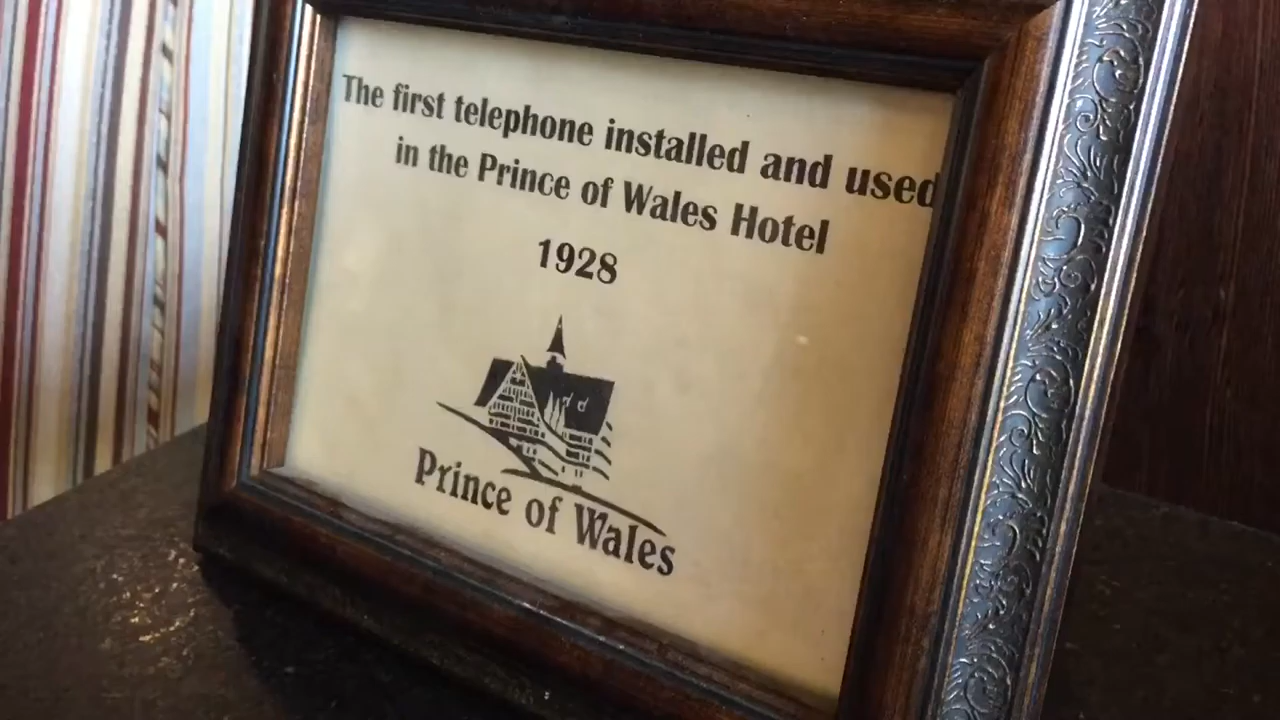 The first telephone installed and used
in the Prince of Wales Hotel
1928
Prince of Wales